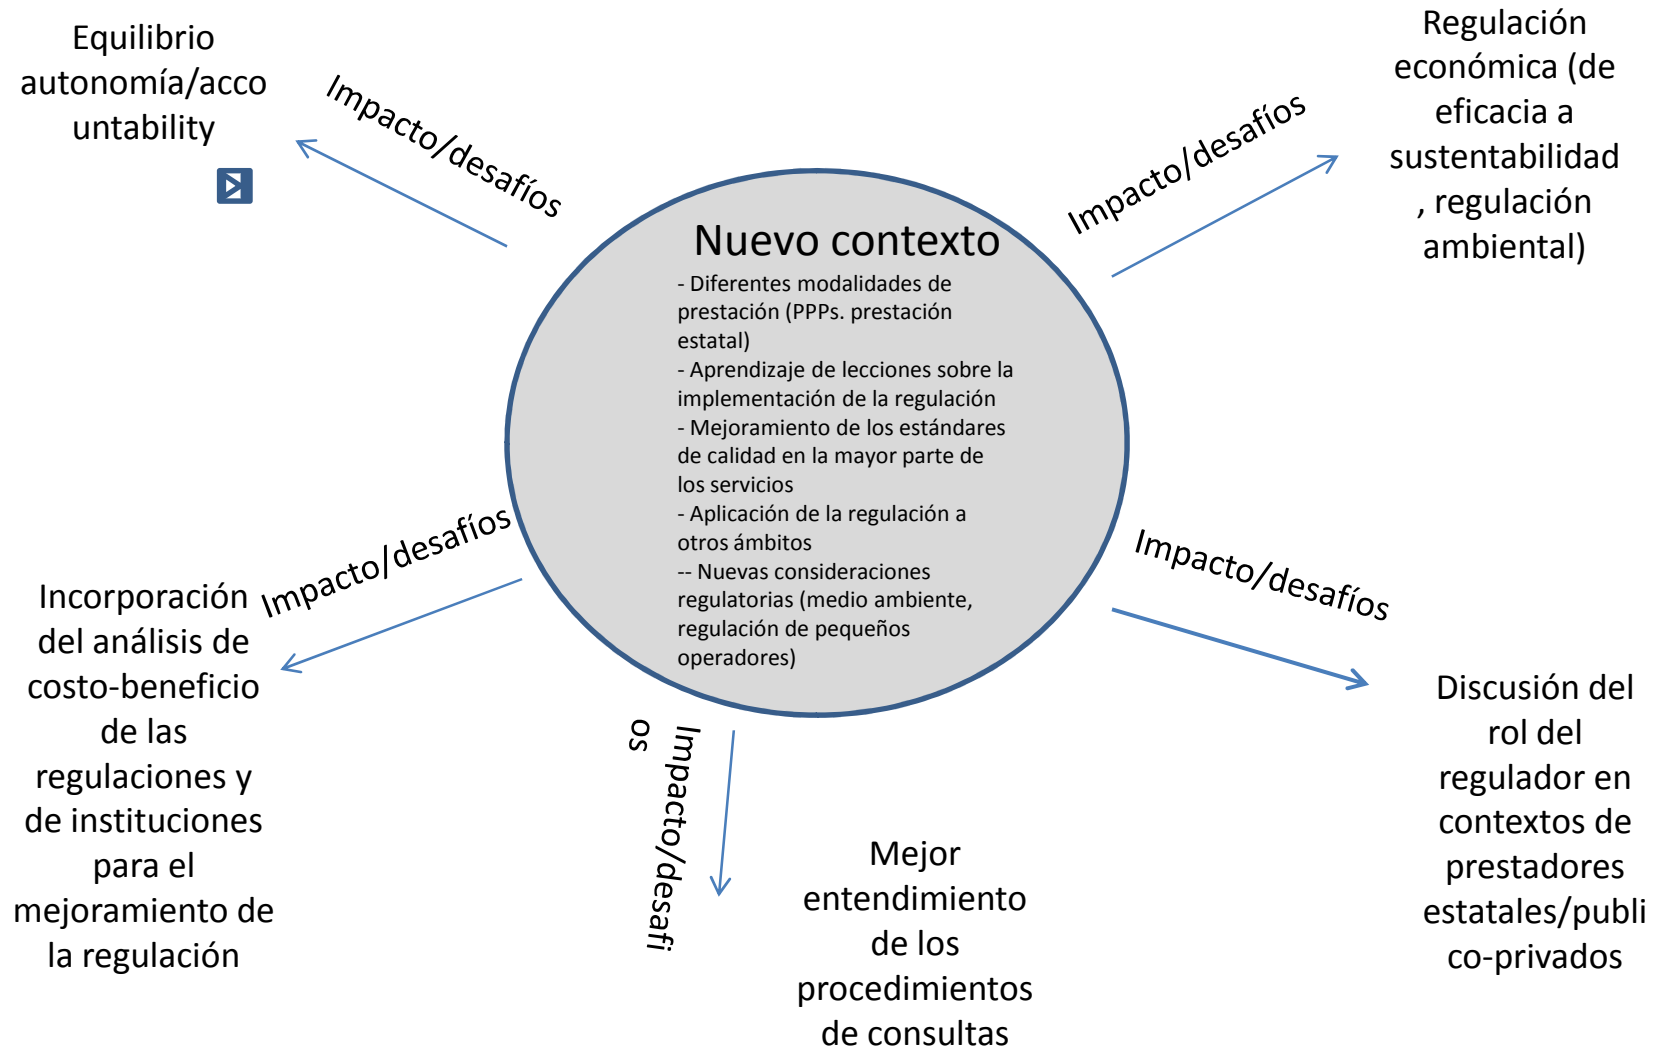 Equilibrio
autonomía/acco
untability
Impacto/desafíos
Regulación
económica (de
eficacia a
sustentabilidad
, regulación
ambiental)
Impacto/desafíos
Nuevo contexto
- Diferentes modalidades de
prestación (PPPs. prestación
estatal)
- Aprendizaje de lecciones sobre la
implementación de la regulación
- Mejoramiento de los estándares
de calidad en la mayor parte de
los servicios
- Aplicación de la regulación a
otros ámbitos
-- Nuevas consideraciones
regulatorias (medio ambiente,
regulación de pequeños
operadores)
Impacto/desafíos
Incorporación
del análisis de
costo-beneficio
de las
regulaciones y
de instituciones
para el
mejoramiento de
la regulación
Impacto/desafi
os
Mejor
entendimiento
de los
procedimientos
de consultas
Impacto/desafíos
Discusión del
rol del
regulador en
contextos de
prestadores
estatales/publi
co-privados